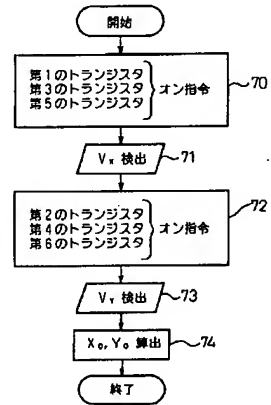 開始
第1のトランジスタ
第3のトランジスタ
第5のトランジスタ
オン指令
70
Vx 検出
71
第2のトランジスタ
第4のトランジスタ
第6のトランジスタ
オン指令
72
VY 検出
73
X0, Y0 算出
74
終了